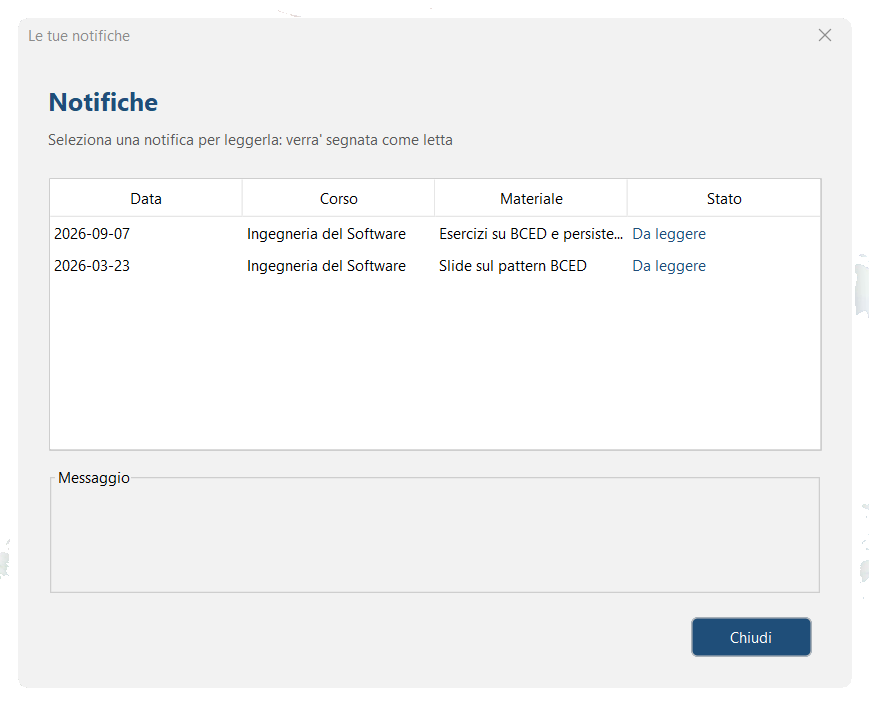 Le tue notifiche
Notifiche
Seleziona una notifica per leggerla: verra' segnata come letta
Data Corso Materiale Stato
2026-09-07 Ingegneria del Software Esercizi su BCED e persiste... Da leggere
2026-03-23 Ingegneria del Software Slide sul pattern BCED Da leggere
Messaggio
Chiudi